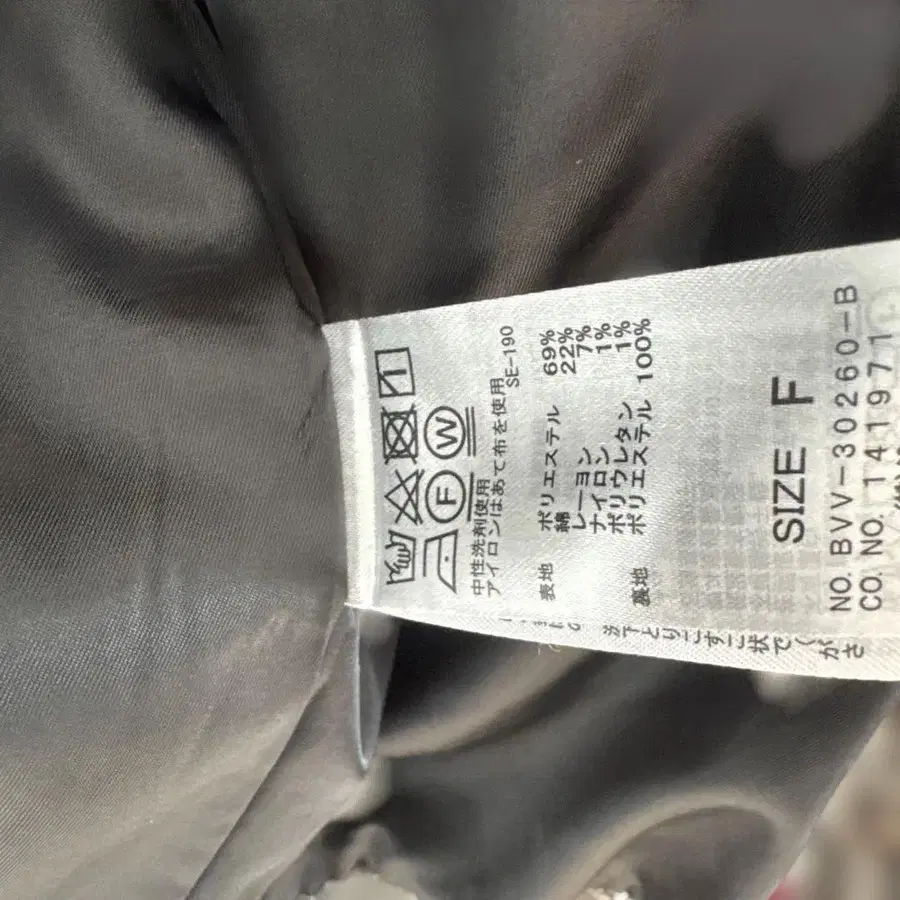 中性洗剤使用
アイロンはあて布を使用
SE-190
表地 ポリエステル 69%
綿 22%
レーヨン 7%
ナイロン 1%
ポリウレタン 1%
裏地 ポリエステル 100%
SIZE F
NO. BVV-30260-B
CO. NO. 141971